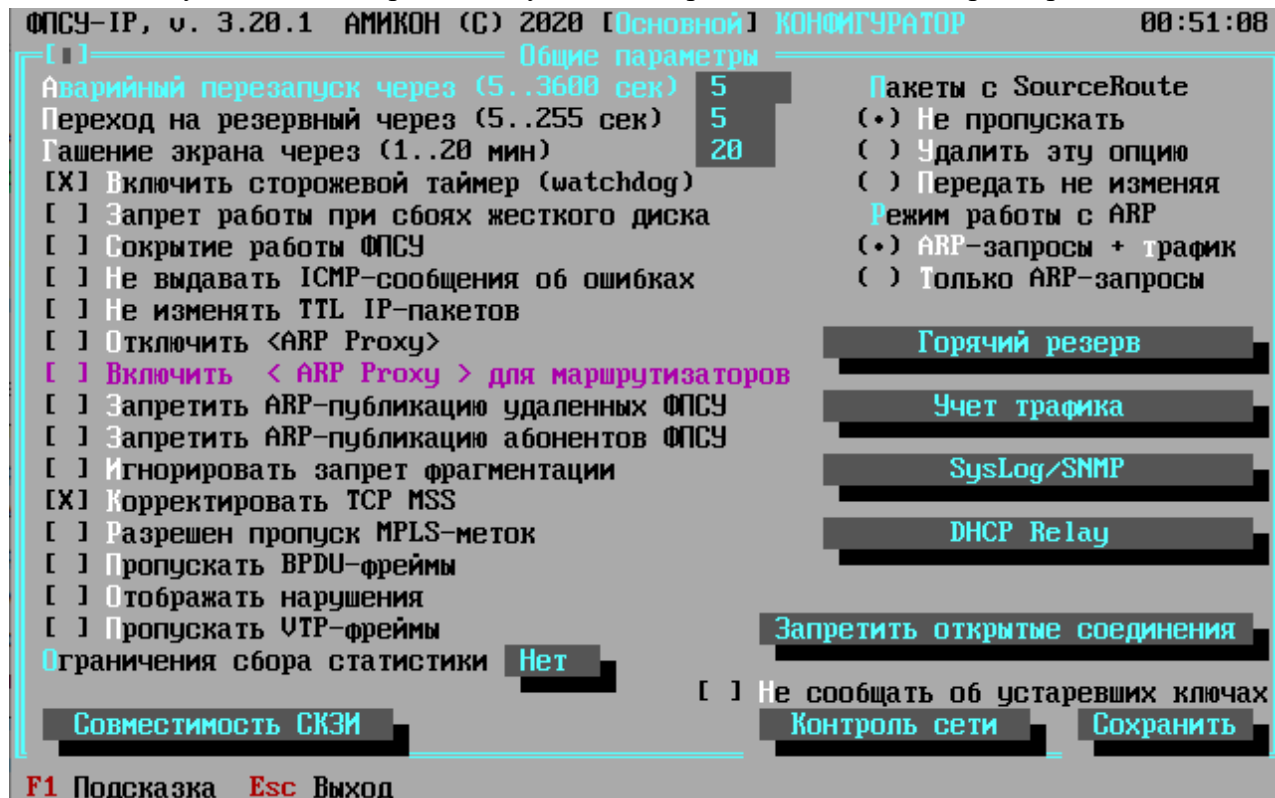 ФПСУ-IP, v. 3.20.1 АМИКОН (C) 2020 [Основной] КОНФИГУРАТОР 00:51:08
Общие параметры
Аварийный перезапуск через (5..3600 сек) 5
Переход на резервный через (5..255 сек) 5
Гашение экрана через (1..20 мин) 20
[X] Включить сторожевой таймер (watchdog)
[ ] Запрет работы при сбоях жесткого диска
[ ] Сокрытие работы ФПСУ
[ ] Не выдавать ICMP-сообщения об ошибках
[ ] Не изменять TTL IP-пакетов
[ ] Отключить <ARP Proxy>
[ ] Включить < ARP Proxy > для маршрутизаторов
[ ] Запретить ARP-публикацию удаленных ФПСУ
[ ] Запретить ARP-публикацию абонентов ФПСУ
[ ] Игнорировать запрет фрагментации
[X] Корректировать TCP MSS
[ ] Разрешен пропуск MPLS-меток
[ ] Пропускать BPDU-фреймы
[ ] Отображать нарушения
[ ] Пропускать VTP-фреймы
Ограничения сбора статистики Нет
Пакеты с SourceRoute
(•) Не пропускать
( ) Удалить эту опцию
( ) Передать не изменяя
Режим работы с ARP
(•) ARP-запросы + трафик
( ) Только ARP-запросы
Горячий резерв
Учет трафика
SysLog/SNMP
DHCP Relay
Запретить открытые соединения
[ ] Не сообщать об устаревших ключах
Совместимость СКЗИ
Контроль сети
Сохранить
F1 Подсказка Esc Выход